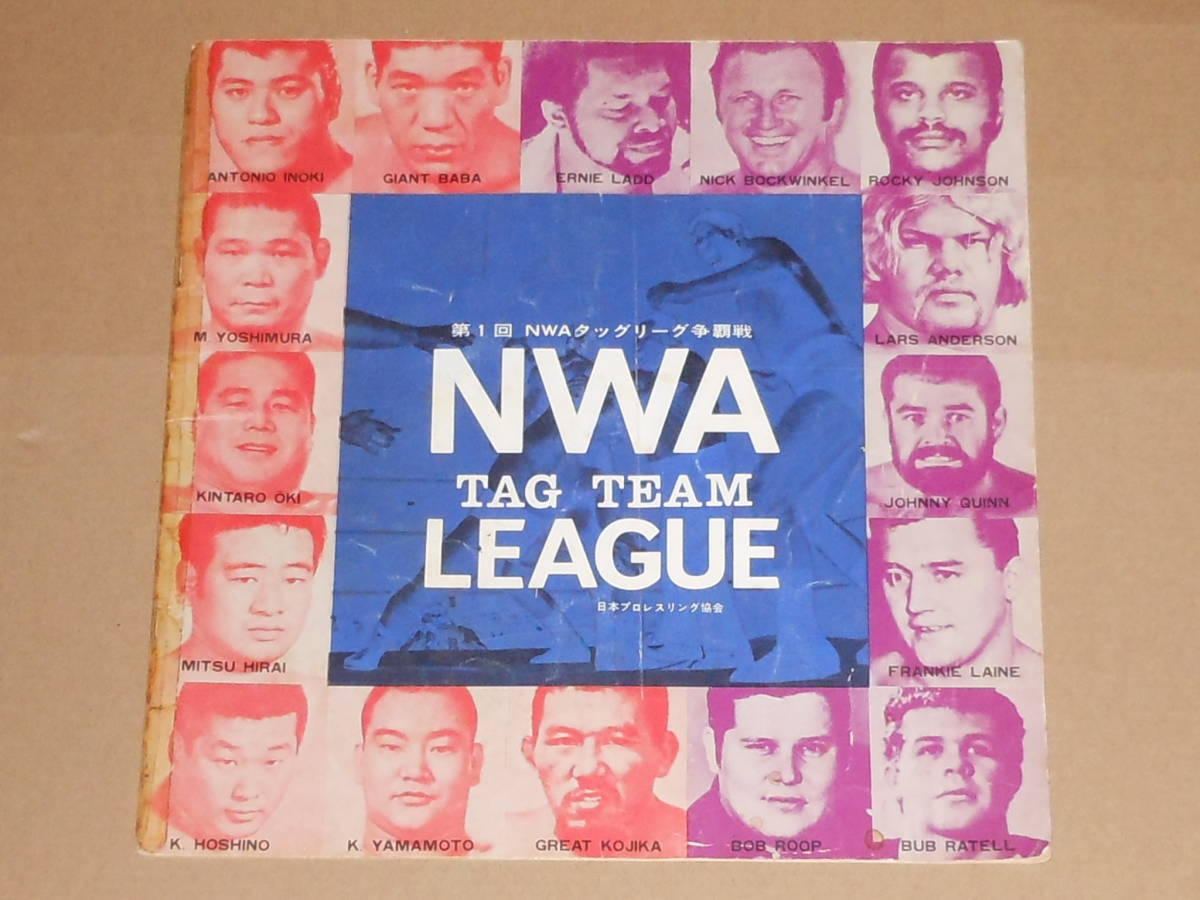 ANTONIO INOKI
GIANT BABA
ERNIE LADD
NICK BOCKWINKEL
ROCKY JOHNSON
M. YOSHIMURA
LARS ANDERSON
第1回 NWAタッグリーグ争覇戦
NWA
TAG TEAM
LEAGUE
日本プロレスリング協会
KINTARO ŌKI
JOHNNY QUINN
MITSU HIRAI
FRANKIE LAINE
K. HOSHINO
K. YAMAMOTO
GREAT KOJIKA
BOB ROOP
BUB RATELL